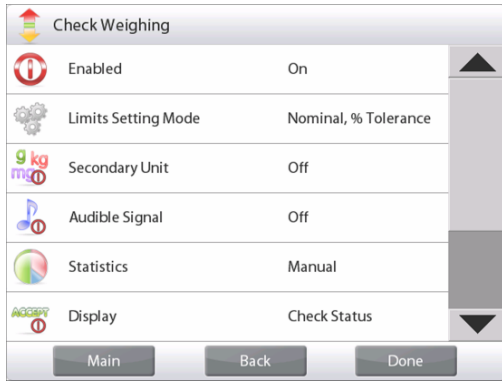 Check Weighing
Enabled On
Limits Setting Mode Nominal, % Tolerance
g kg
mg
Secondary Unit Off
Audible Signal Off
Statistics Manual
ACCEPT
Display Check Status
Main Back Done